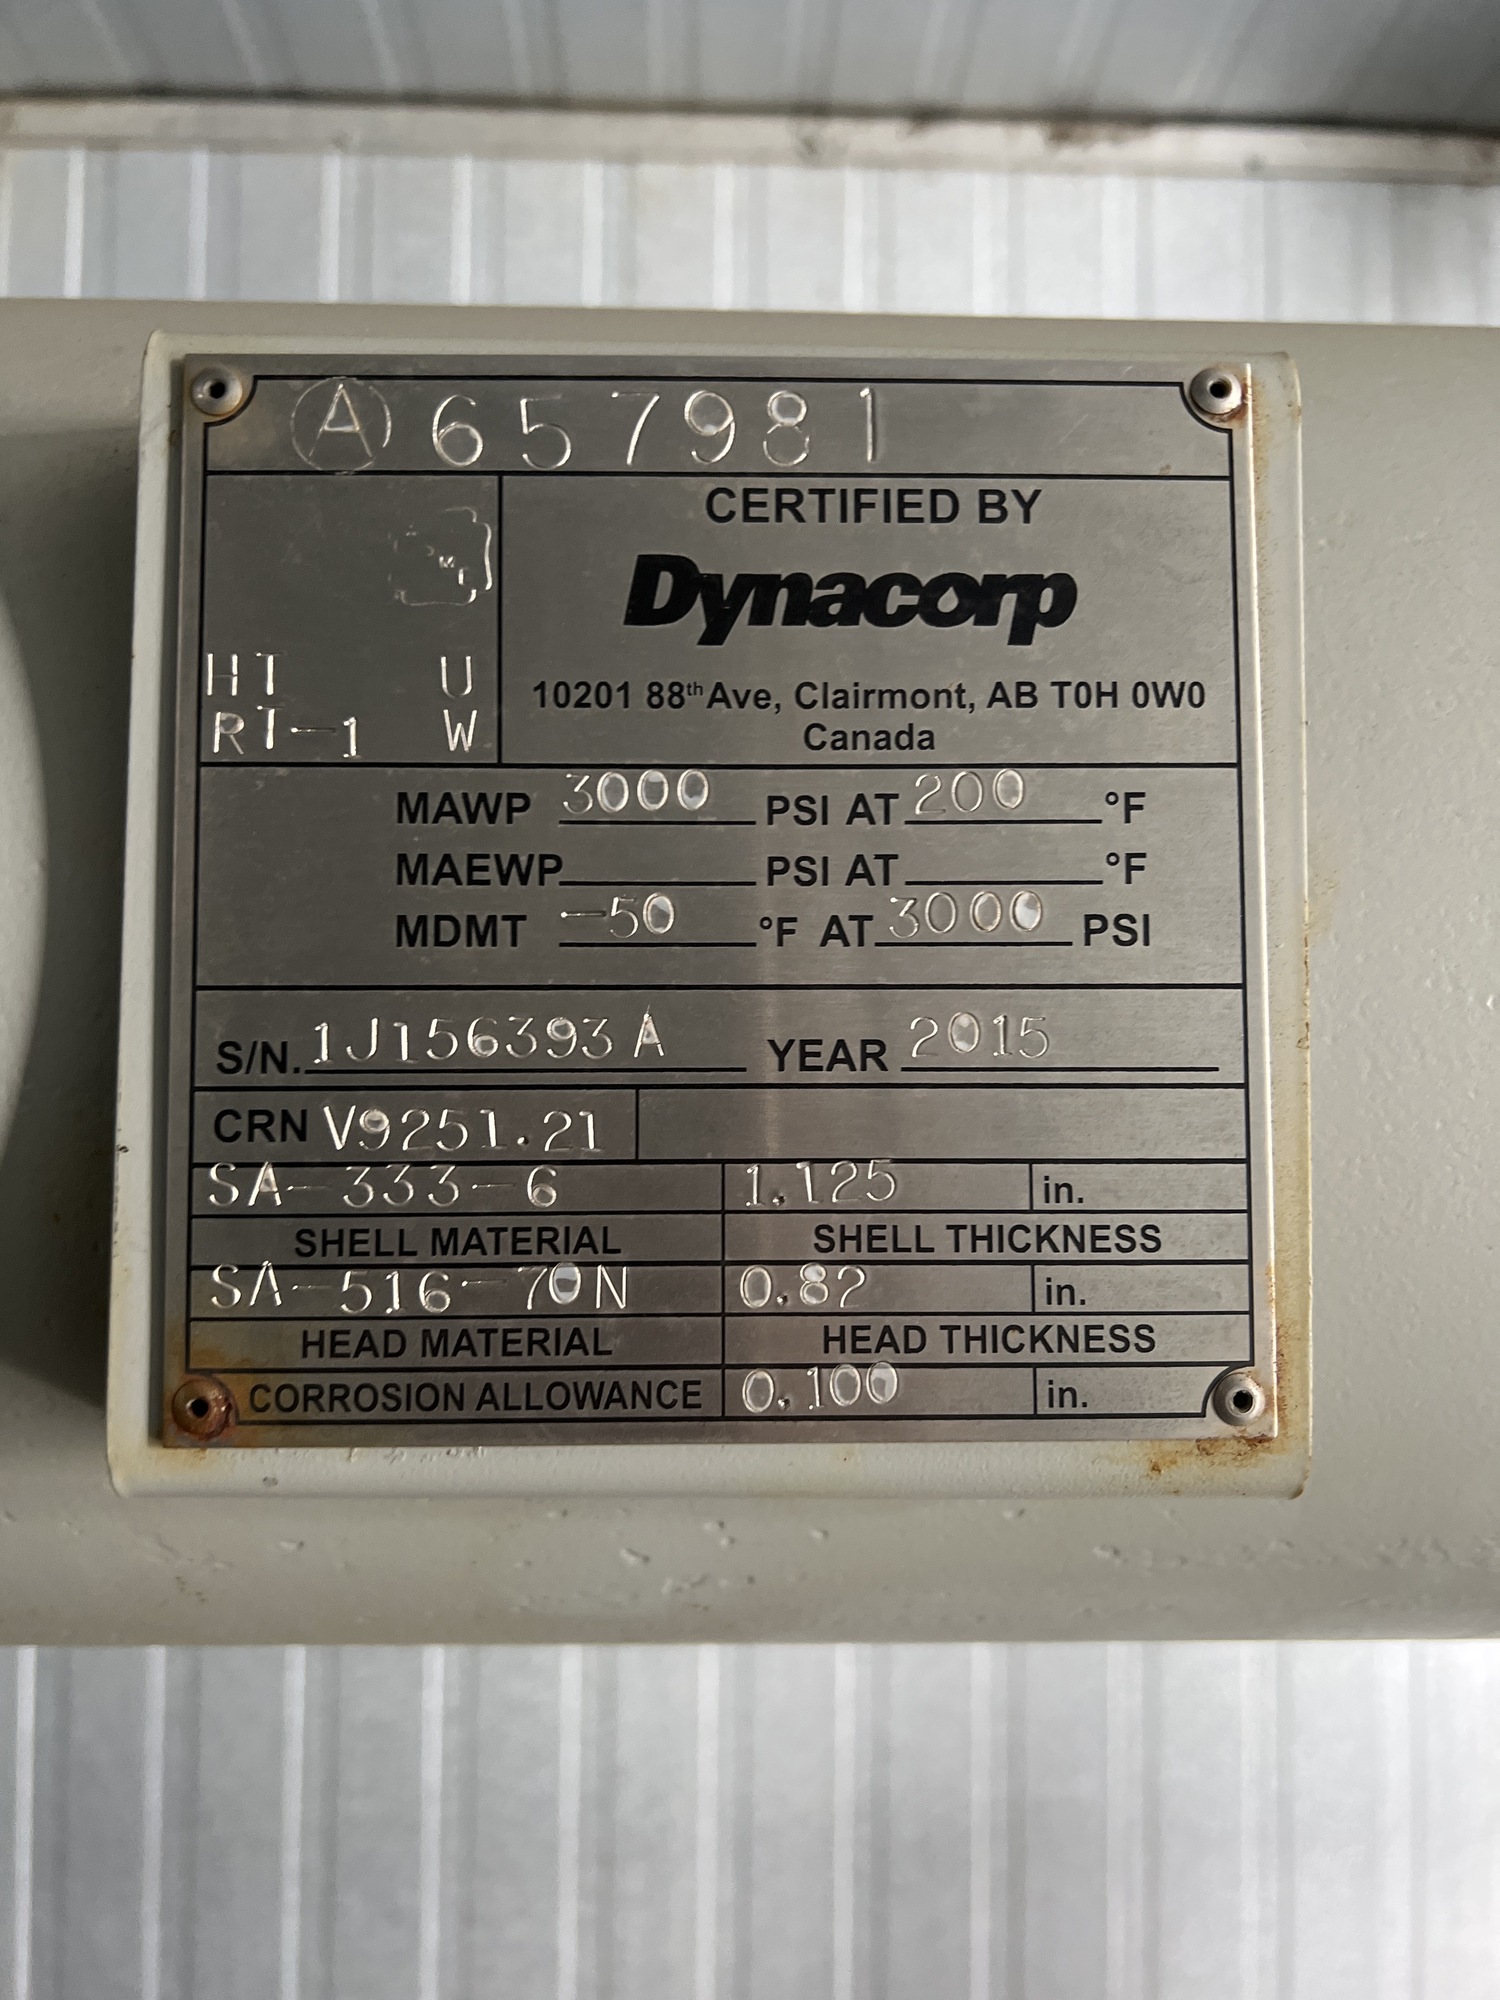 A 657981
CERTIFIED BY
Dynacorp
10201 88th Ave, Clairmont, AB T0H 0W0
Canada
HT U
RT-1 W
MAWP 3000 PSI AT 200 °F
MAEWP PSI AT °F
MDMT -50 °F AT 3000 PSI
S/N. 1J156393A YEAR 2015
CRN V9251.21
SA-333-6 1.125 in.
SHELL MATERIAL SHELL THICKNESS
SA-516-70N 0.82 in.
HEAD MATERIAL HEAD THICKNESS
CORROSION ALLOWANCE 0.100 in.